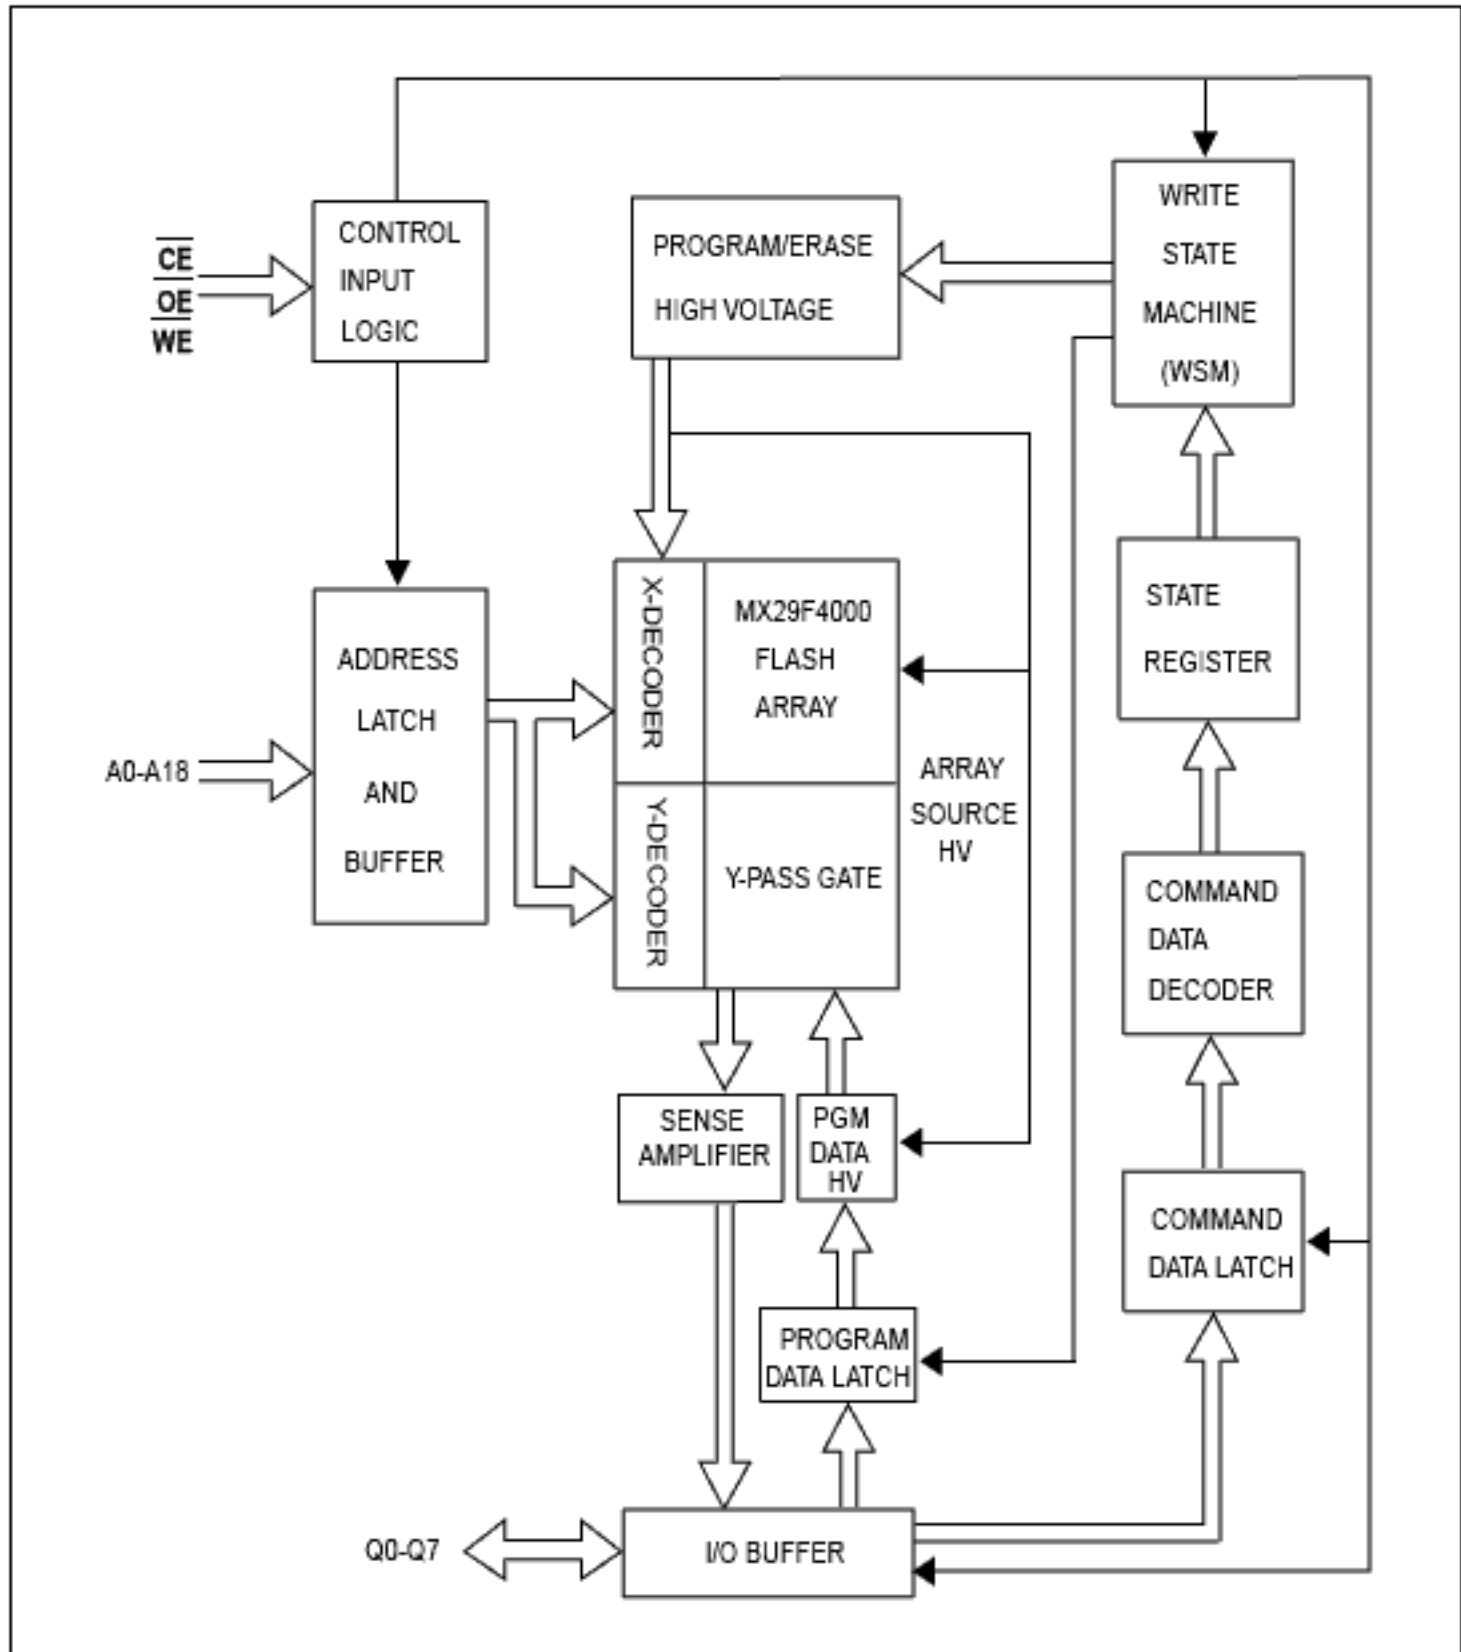 CONTROL
INPUT
LOGIC
CE
OE
WE
PROGRAM/ERASE
HIGH VOLTAGE
WRITE
STATE
MACHINE
(WSM)
ADDRESS
LATCH
AND
BUFFER
A0-A18
X-DECODER
MX29F4000
FLASH
ARRAY
Y-DECODER
Y-PASS GATE
ARRAY
SOURCE
HV
STATE
REGISTER
COMMAND
DATA
DECODER
SENSE
AMPLIFIER
PGM
DATA
HV
COMMAND
DATA LATCH
PROGRAM
DATA LATCH
Q0-Q7
I/O BUFFER